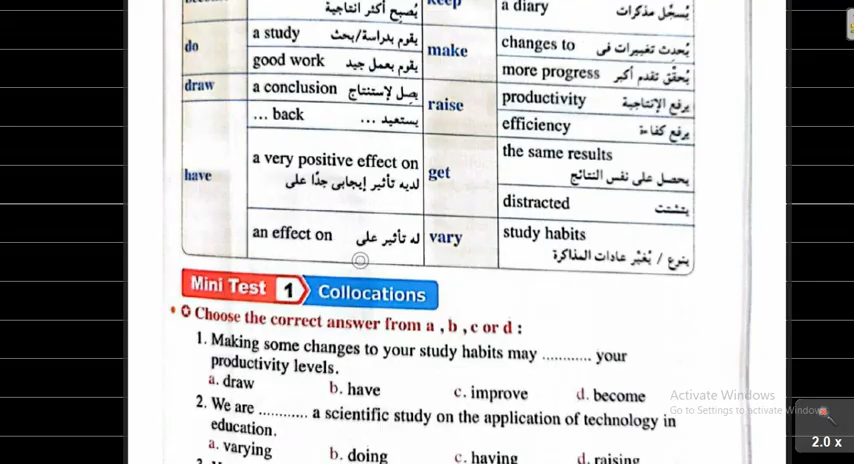 يُصبح أكثر انتاجية
keep a diary يُسجِّل مذكرات
do a study يقوم بدراسة/بحث
good work يقوم بعمل جيد
make changes to يُحدِث تغييرات فى
more progress يُحقِّق تقدم أكبر
draw a conclusion يصل لإستنتاج
raise productivity يرفع الإنتاجية
efficiency يرفع كفاءة
have ... back يستعيد ...
a very positive effect on
لديه تأثير إيجابى جدًا على
an effect on له تأثير على
get the same results
يحصل على نفس النتائج
distracted يتشتت
vary study habits
ينوع / يُغيِّر عادات المذاكرة
Mini Test 1 Collocations
Choose the correct answer from a , b , c or d :
1. Making some changes to your study habits may ............ your
productivity levels.
a. draw b. have c. improve d. become
2. We are ............ a scientific study on the application of technology in
education.
a. varying b. doing c. having d. raising
Activate Windows
Go to Settings to activate Windows
2.0 x